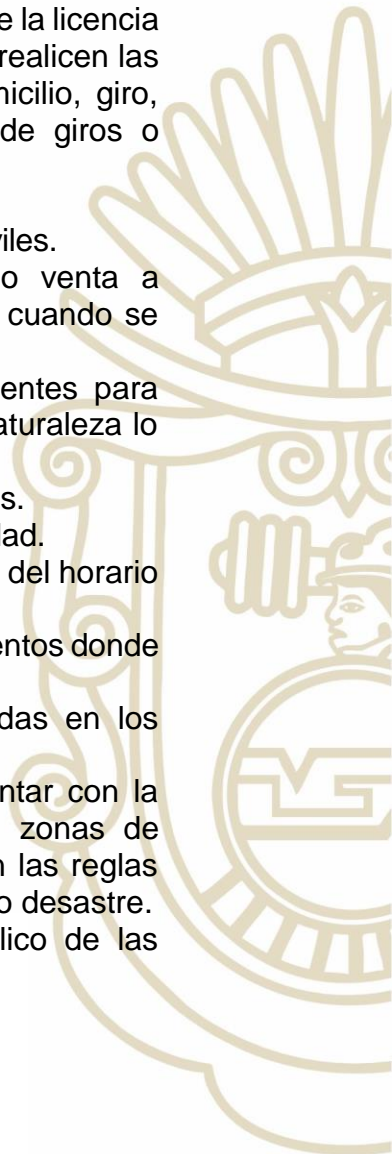 e la licencia
realicen las
nicilio, giro,
de giros o
viles.
o venta a
cuando se
entes para
aturaleza lo
s.
dad.
del horario
entos donde
das en los
ntar con la
zonas de
n las reglas
o desastre.
lico de las